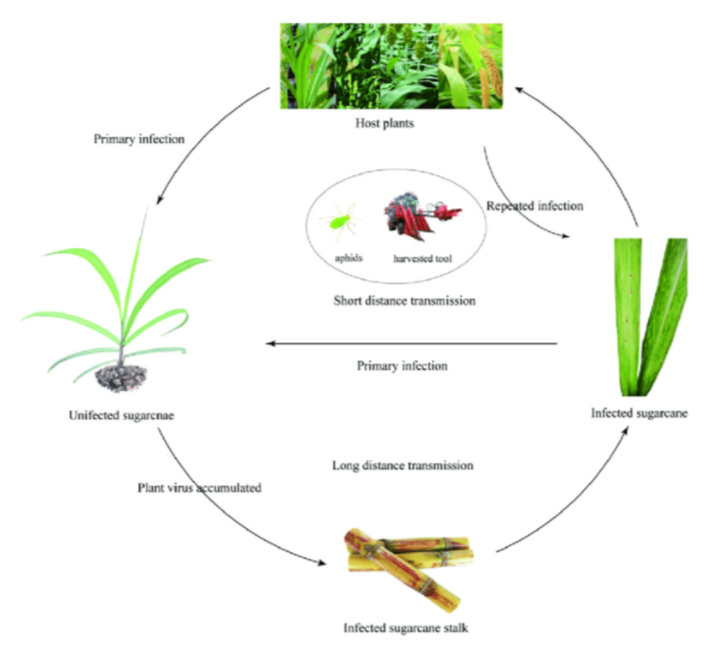 Host plants
Primary infection
Repeated infection
aphids
harvested tool
Short distance transmission
Primary infection
Unifected sugarcnae
Infected sugarcane
Long distance transmission
Plant virus accumulated
Infected sugarcane stalk